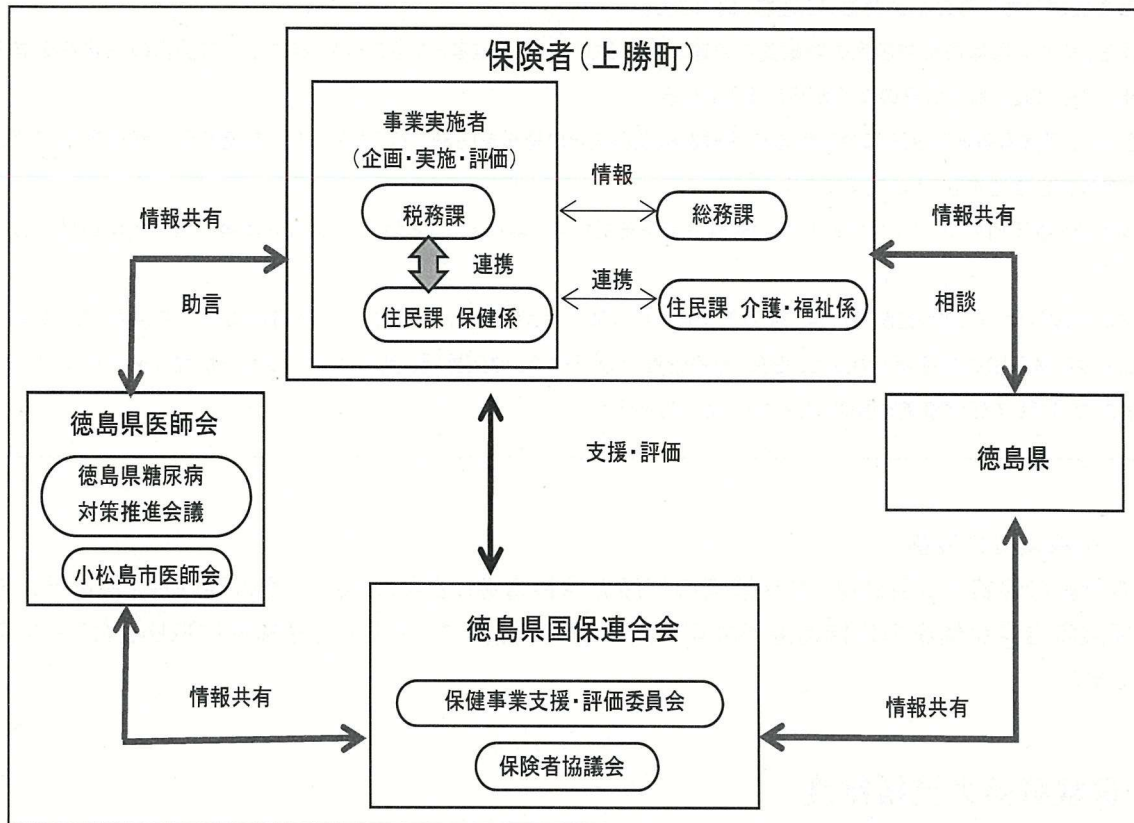 保険者(上勝町)
事業実施者
(企画・実施・評価)
税務課
連携
住民課 保健係
情報
総務課
連携
住民課 介護・福祉係
情報共有
助言
情報共有
相談
徳島県医師会
徳島県糖尿病
対策推進会議
小松島市医師会
支援・評価
徳島県
徳島県国保連合会
保健事業支援・評価委員会
保険者協議会
情報共有
情報共有